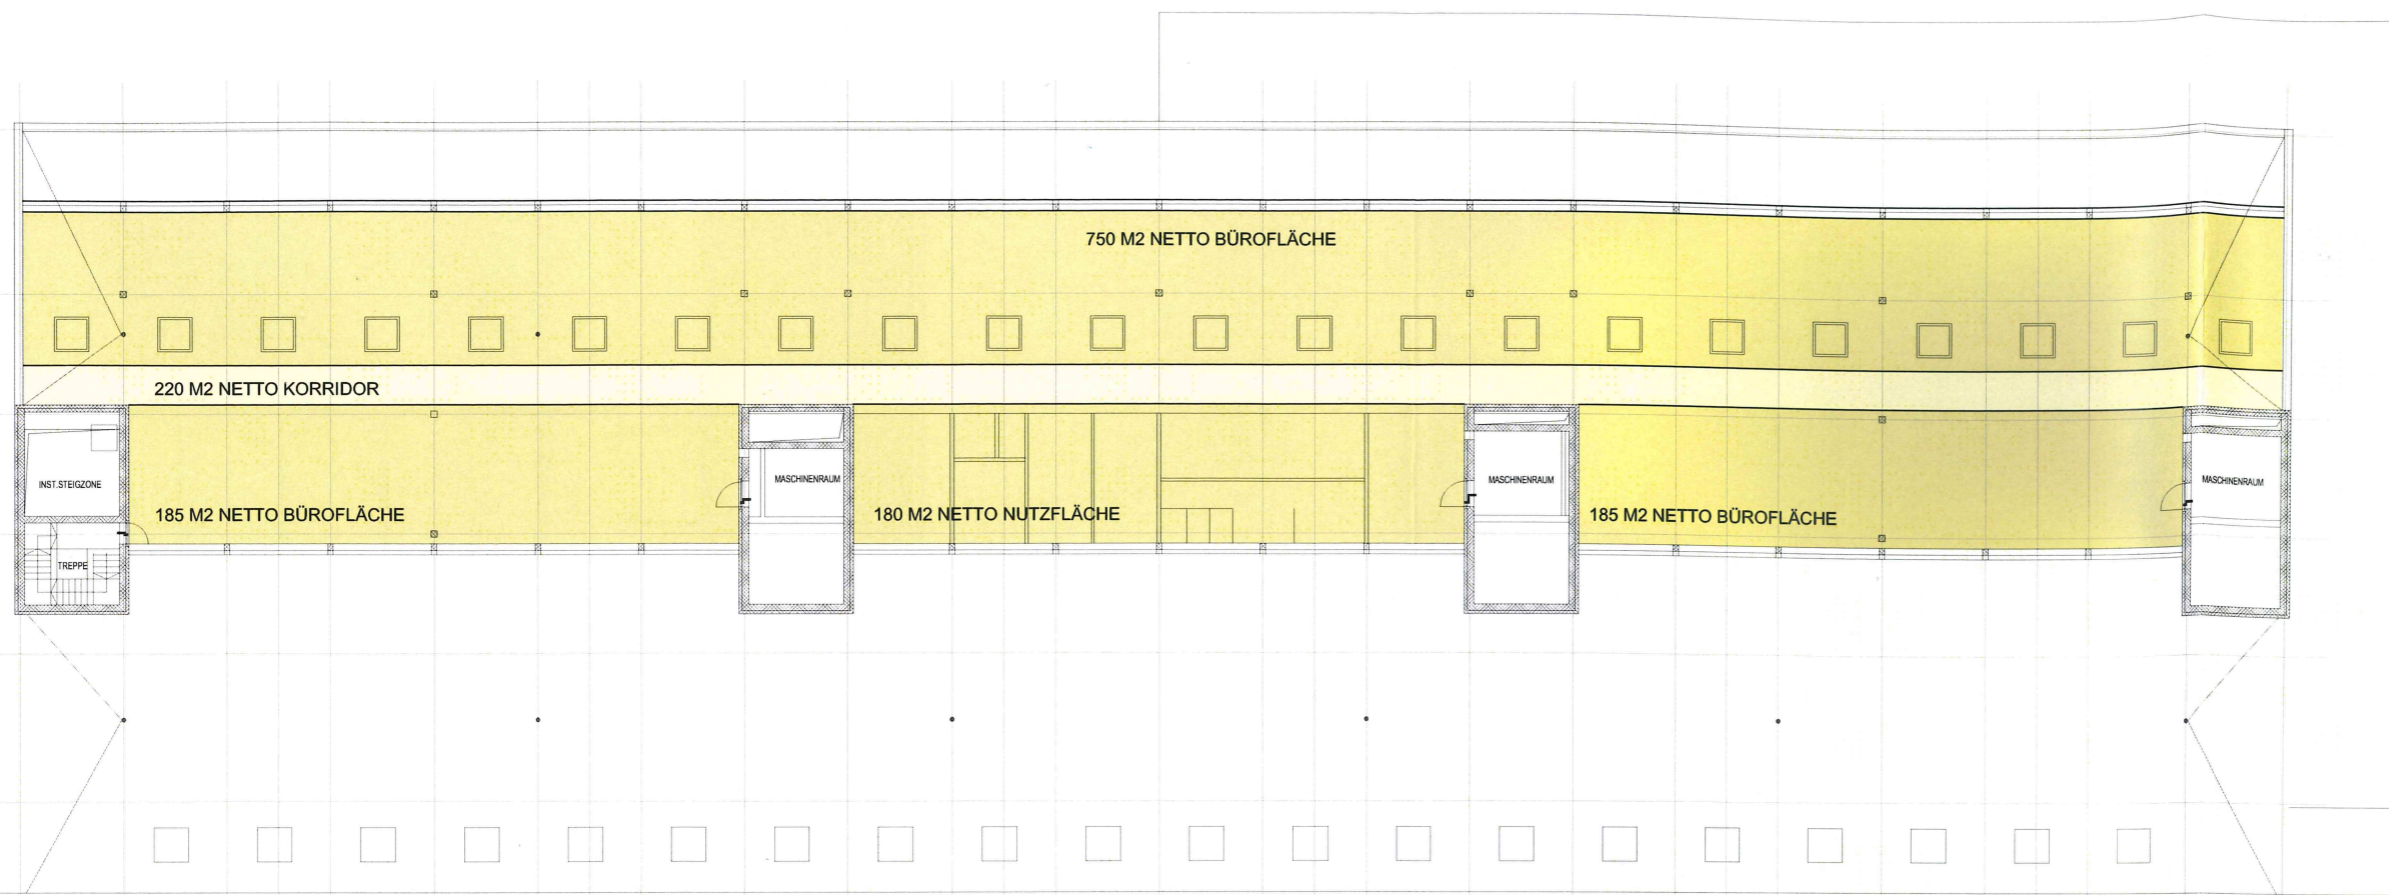 750 M2 NETTO BÜROFLÄCHE
220 M2 NETTO KORRIDOR
INST.STEIGZONE
MASCHINENRAUM
MASCHINENRAUM
MASCHINENRAUM
185 M2 NETTO BÜROFLÄCHE
180 M2 NETTO NUTZFLÄCHE
185 M2 NETTO BÜROFLÄCHE
TREPPE